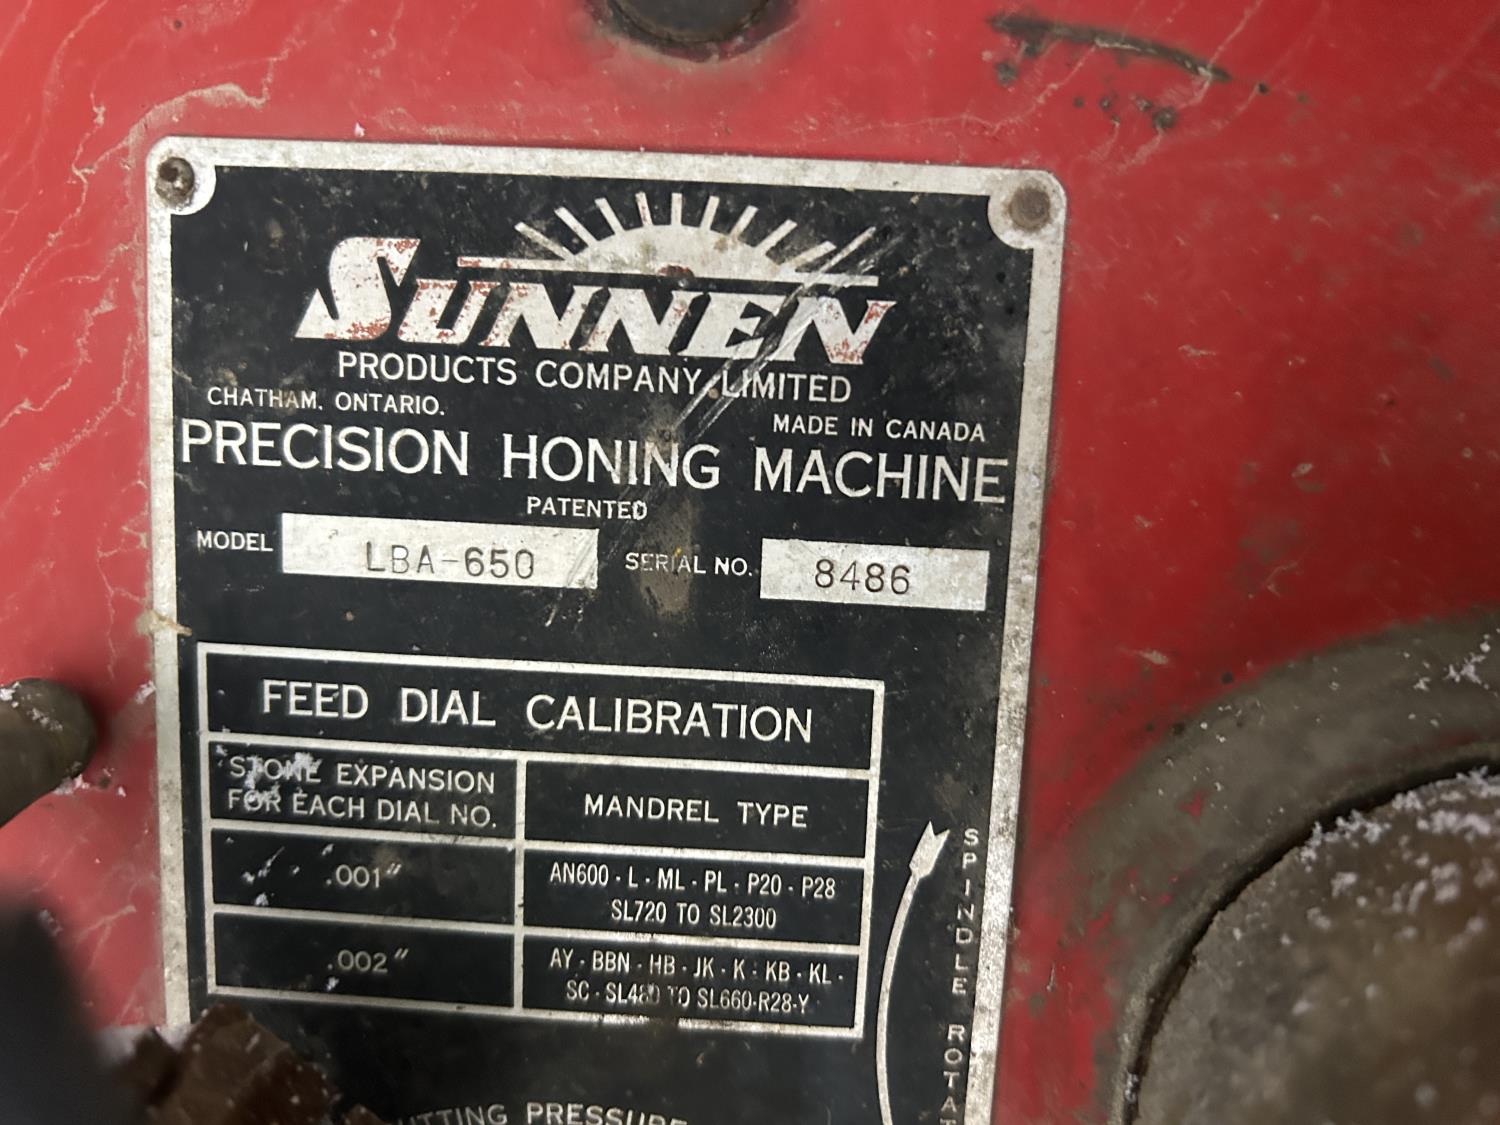 SUNNEN
PRODUCTS COMPANY, LIMITED
CHATHAM, ONTARIO.
MADE IN CANADA
PRECISION HONING MACHINE
PATENTED
MODEL LBA-650 SERIAL NO. 8486
FEED DIAL CALIBRATION
STONE EXPANSION
FOR EACH DIAL NO.
MANDREL TYPE
.001"
AN600 - L - ML - PL - P20 - P28
SL720 TO SL2300
.002"
AY - BBN - HB - JK - K - KB - KL -
SC - SL480 TO SL660-R28-Y
SPINDLE
PRESSURE